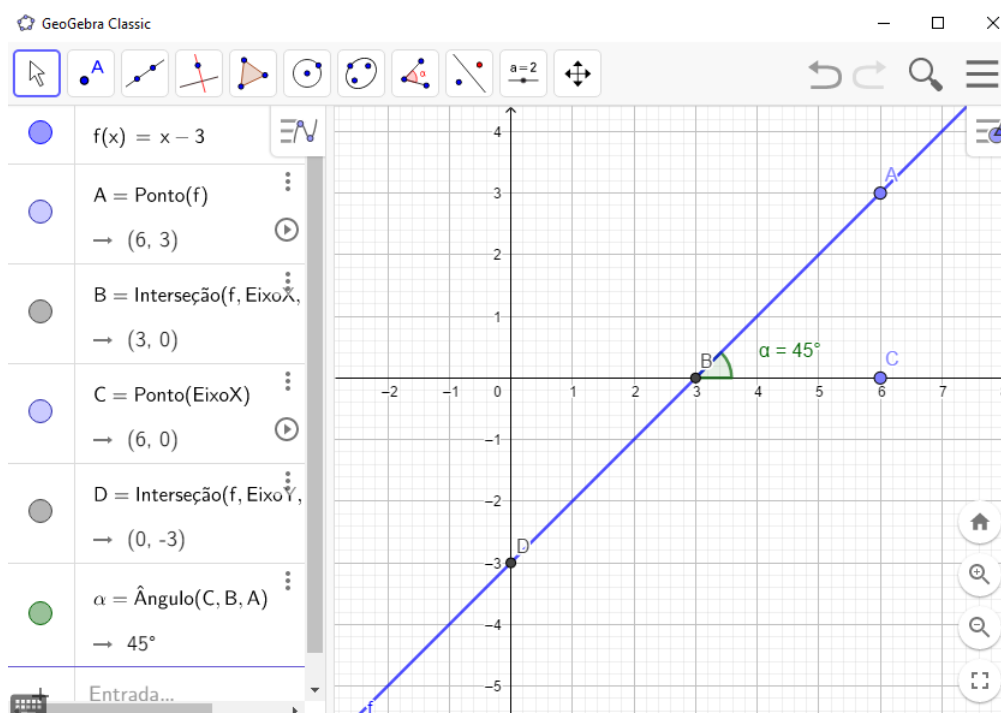 GeoGebra Classic
A
α
a=2
f(x) = x − 3
A = Ponto(f)
→ (6, 3)
B = Interseção(f, EixoX,
→ (3, 0)
C = Ponto(EixoX)
→ (6, 0)
D = Interseção(f, EixoY,
→ (0, -3)
α = Ângulo(C, B, A)
→ 45°
Entrada...
4
A
3
2
1
B
α = 45°
C
−2 −1 0 1 2 3 4 5 6 7
−1
−2
D
−3
−4
−5
f